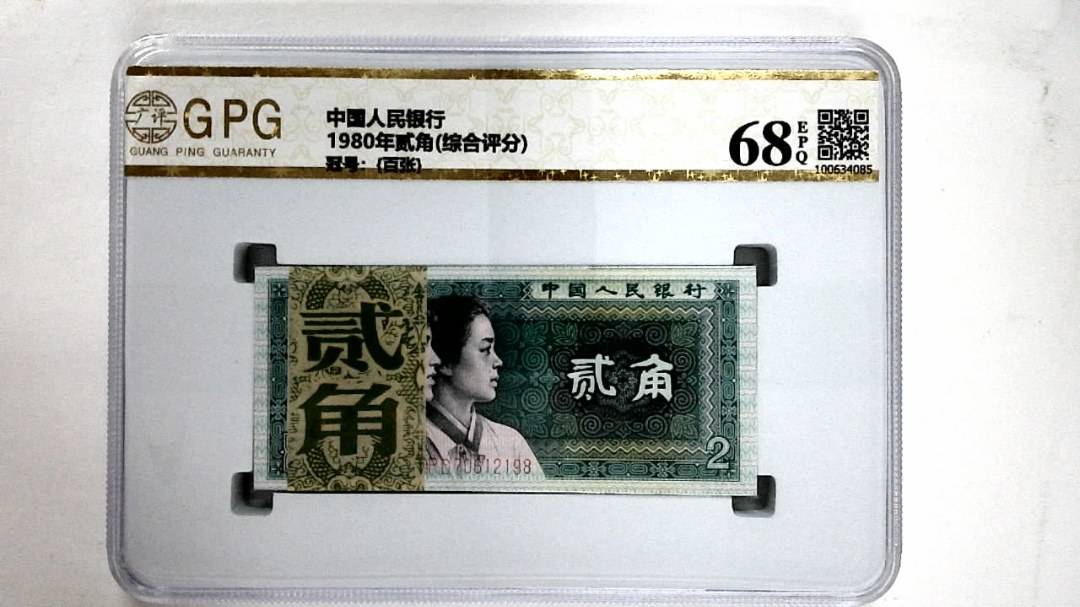 GPG
GUANG PING GUARANTY
中国人民银行
1980年贰角(综合评分)
冠号：(百张)
68
EPQ
100634085
中国人民银行
贰角
贰角
2